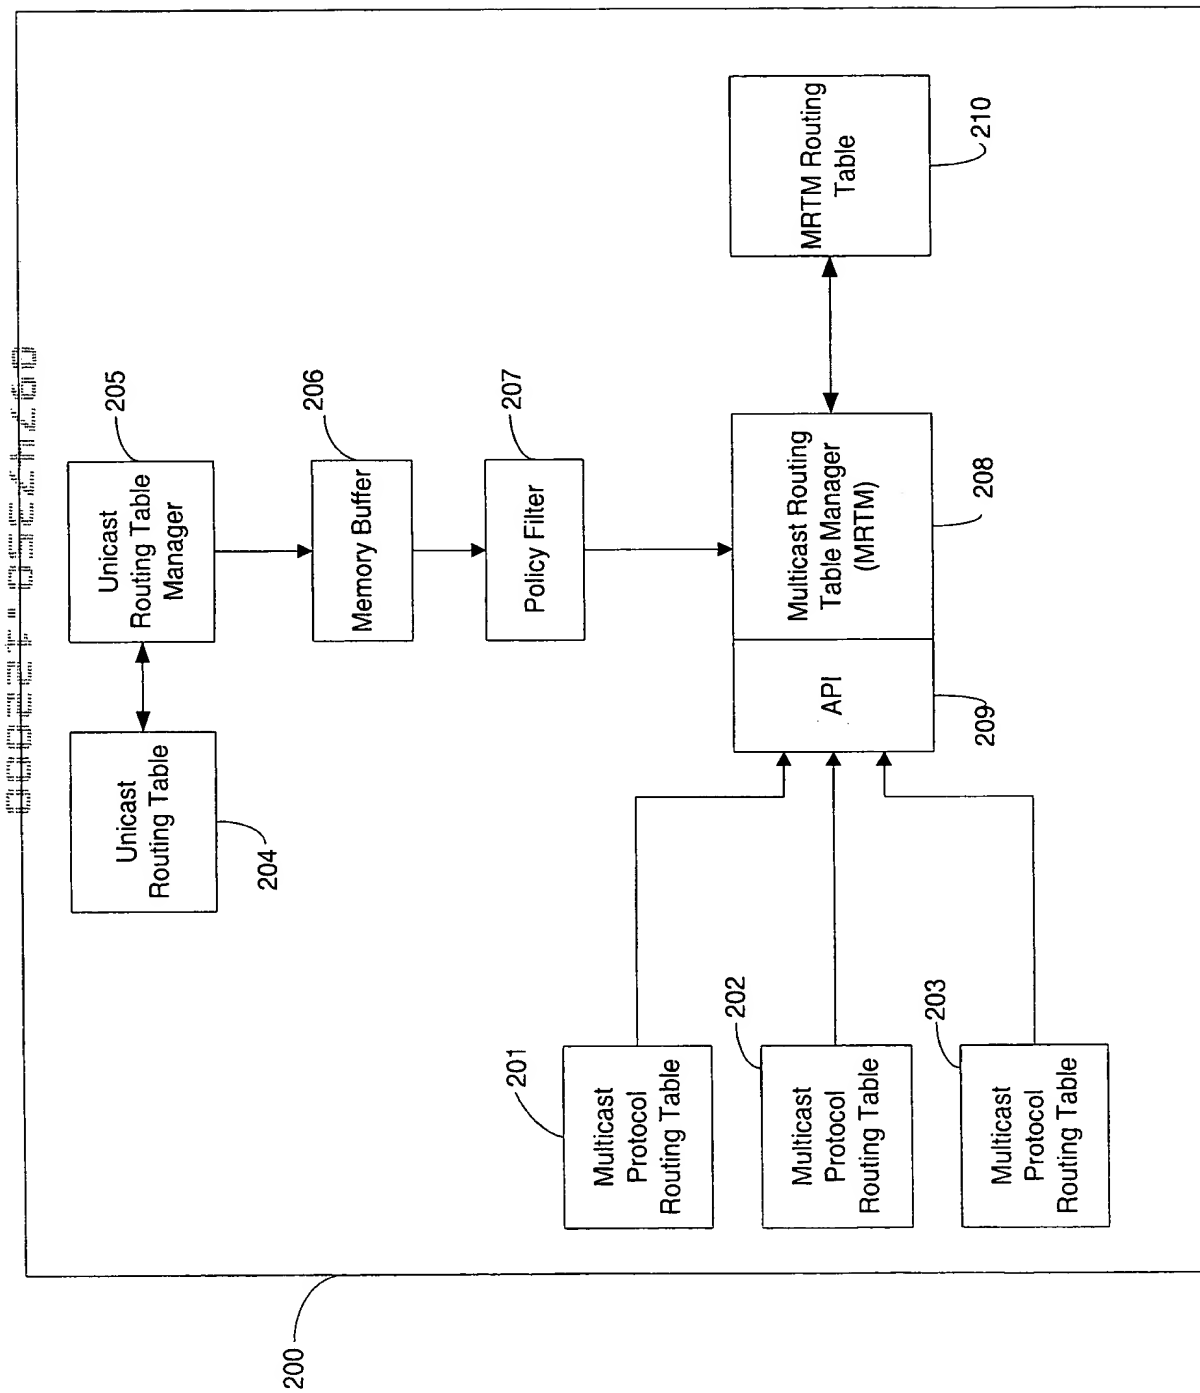 200
Unicast
Routing Table
204
Unicast
Routing Table
Manager
205
Memory Buffer
206
Policy Filter
207
Multicast
Protocol
Routing Table
201
Multicast
Protocol
Routing Table
202
Multicast
Protocol
Routing Table
203
API
209
Multicast Routing
Table Manager
(MRTM)
208
MRTM Routing
Table
210